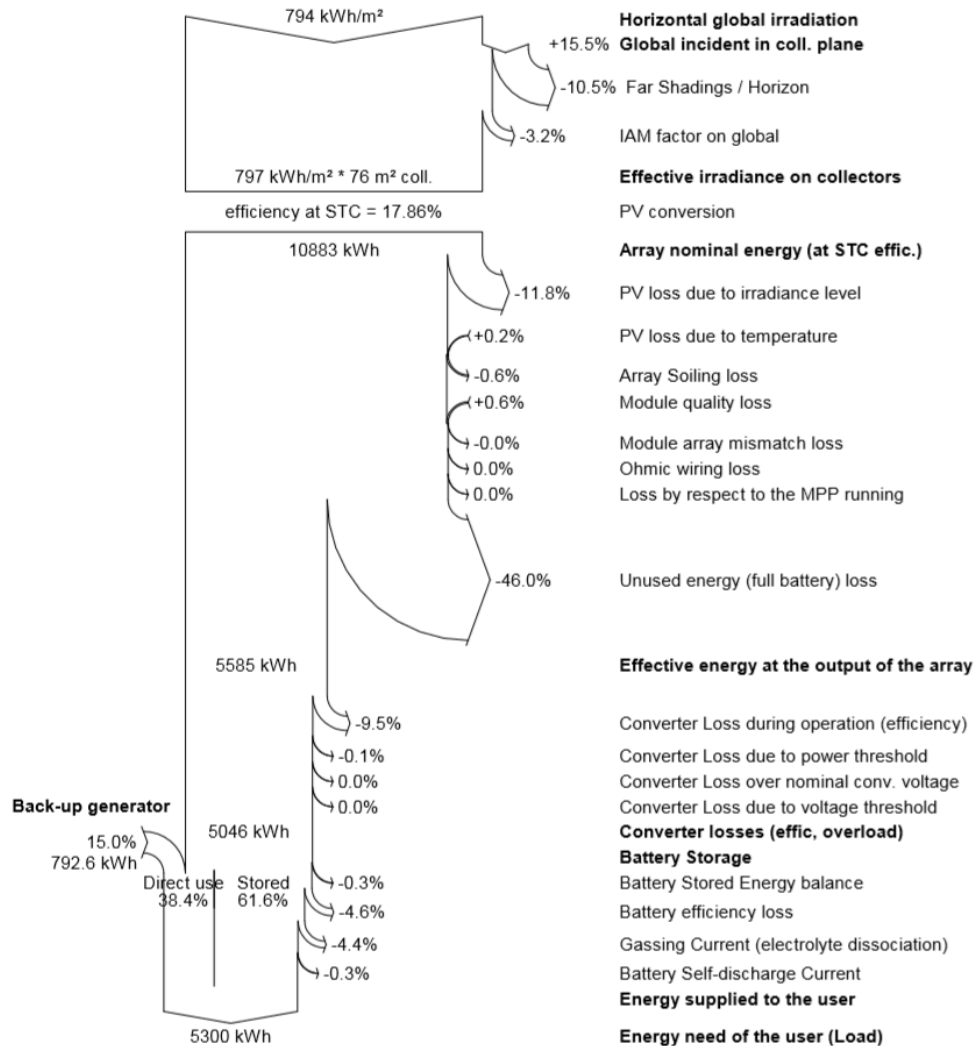 794 kWh/m²
Horizontal global irradiation
+15.5% Global incident in coll. plane
-10.5% Far Shadings / Horizon
-3.2% IAM factor on global
797 kWh/m² * 76 m² coll.
Effective irradiance on collectors
efficiency at STC = 17.86%
PV conversion
10883 kWh
Array nominal energy (at STC effic.)
-11.8% PV loss due to irradiance level
+0.2% PV loss due to temperature
-0.6% Array Soiling loss
+0.6% Module quality loss
-0.0% Module array mismatch loss
0.0% Ohmic wiring loss
0.0% Loss by respect to the MPP running
-46.0% Unused energy (full battery) loss
5585 kWh
Effective energy at the output of the array
-9.5% Converter Loss during operation (efficiency)
-0.1% Converter Loss due to power threshold
0.0% Converter Loss over nominal conv. voltage
0.0% Converter Loss due to voltage threshold
Back-up generator
15.0%
792.6 kWh
5046 kWh
Converter losses (effic, overload)
Battery Storage
Direct use Stored
38.4% 61.6%
-0.3% Battery Stored Energy balance
-4.6% Battery efficiency loss
-4.4% Gassing Current (electrolyte dissociation)
-0.3% Battery Self-discharge Current
Energy supplied to the user
5300 kWh
Energy need of the user (Load)